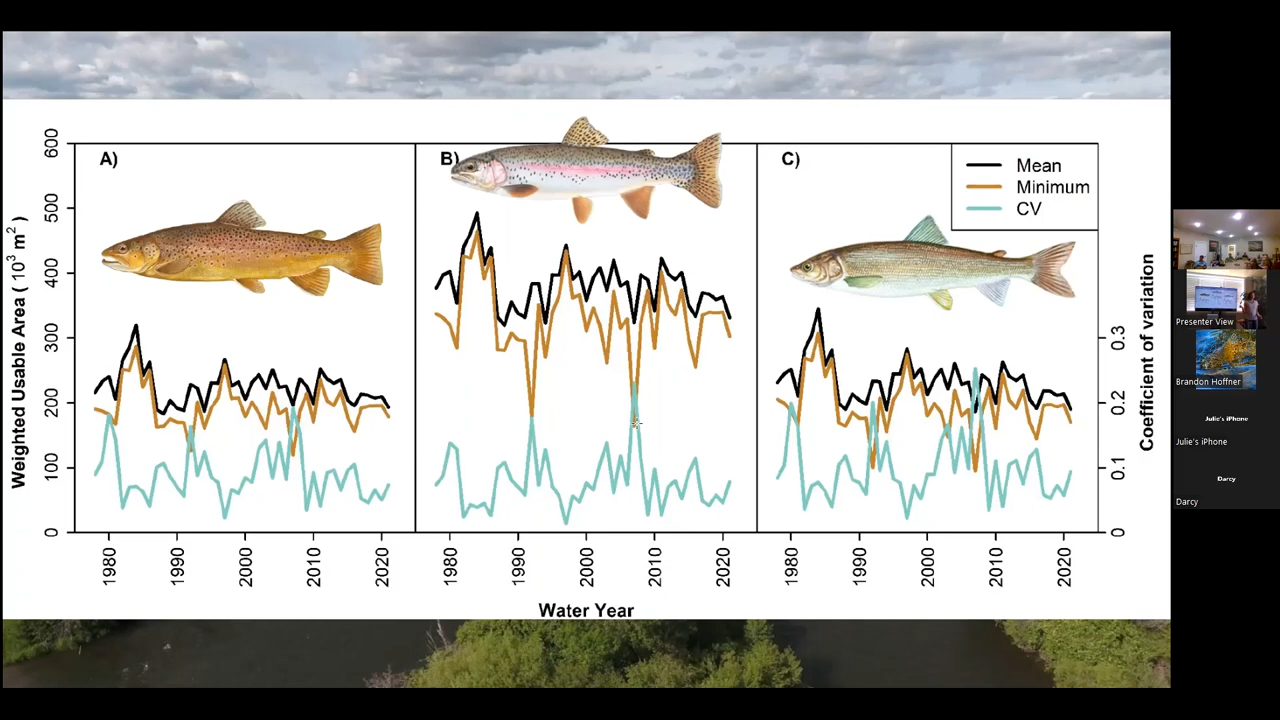 A)
B)
C)
Mean
Minimum
CV
Weighted Usable Area ( 10³ m² )
600
500
400
300
200
100
0
Coefficient of variation
0.3
0.2
0.1
0
1980 1990 2000 2010 2020
1980 1990 2000 2010 2020
1980 1990 2000 2010 2020
Water Year
Presenter View
Brandon Hoffner
Julie's iPhone
Julie's iPhone
Darcy
Darcy